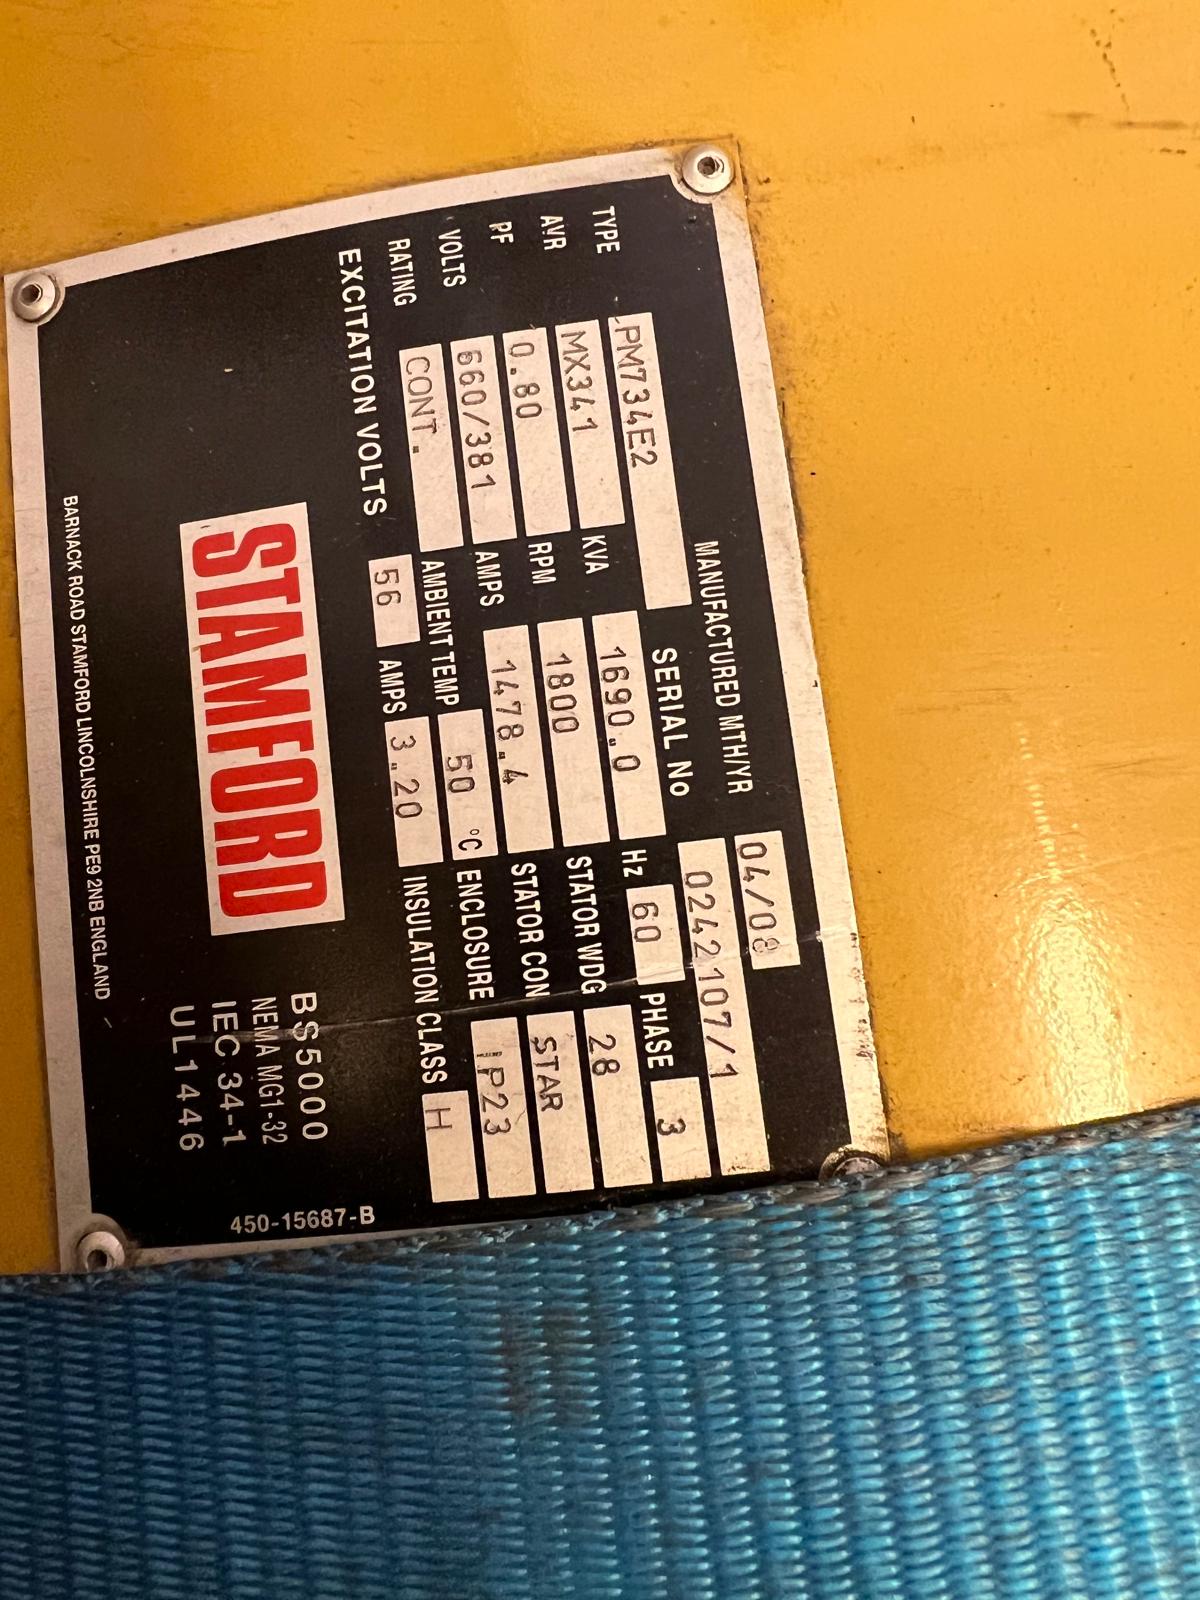 MANUFACTURED MTH/YR 04/08
TYPE PM734E2 SERIAL No 0242107/1
AVR MX341 KVA 1690.0 Hz 60 PHASE 3
PF 0.80 RPM 1800 STATOR WDG 28
VOLTS 660/381 AMPS 1478.4 STATOR CON STAR
RATING CONT. AMBIENT TEMP 50 °C ENCLOSURE IP23
EXCITATION VOLTS 56 AMPS 3.20 INSULATION CLASS H
STAMFORD
BS5000
NEMA MG1-32
IEC 34-1
UL1446
BARNACK ROAD STAMFORD LINCOLNSHIRE PE9 2NB ENGLAND
450-15687-B